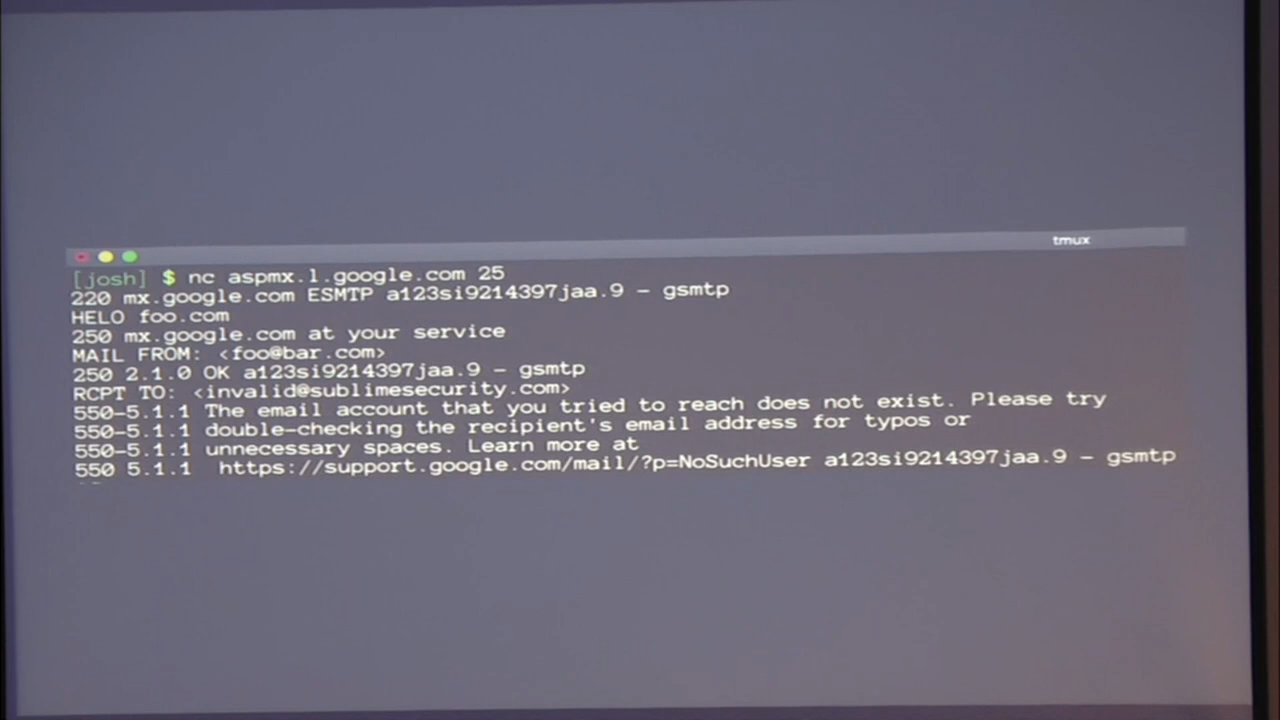 tmux
[josh] $ nc aspmx.l.google.com 25
220 mx.google.com ESMTP a123si9214397jaa.9 - gsmtp
HELO foo.com
250 mx.google.com at your service
MAIL FROM: <foo@bar.com>
250 2.1.0 OK a123si9214397jaa.9 - gsmtp
RCPT TO: <invalid@sublimesecurity.com>
550-5.1.1 The email account that you tried to reach does not exist. Please try
550-5.1.1 double-checking the recipient's email address for typos or
550-5.1.1 unnecessary spaces. Learn more at
550 5.1.1  https://support.google.com/mail/?p=NoSuchUser a123si9214397jaa.9 - gsmtp